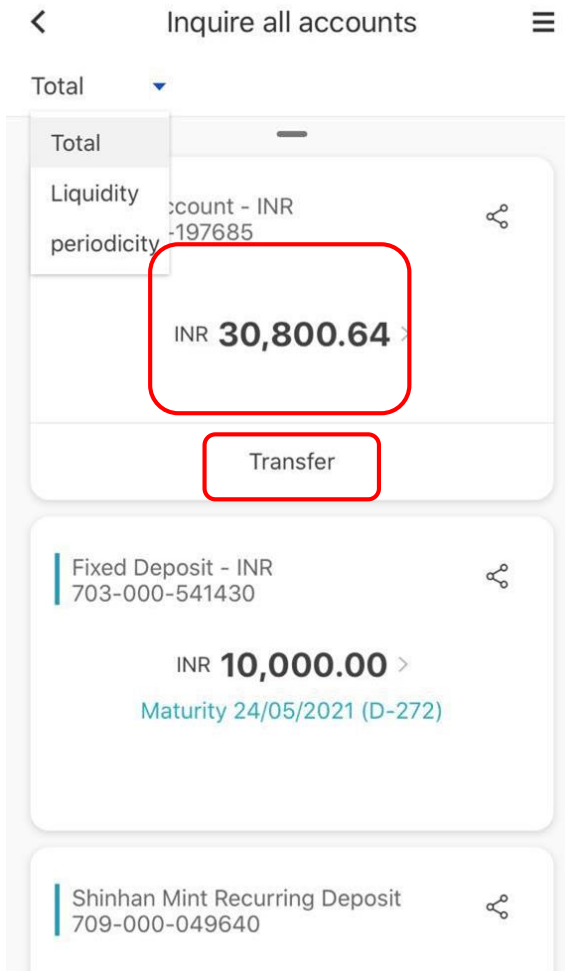 Inquire all accounts
Total
Total
Liquidity
periodicity
ccount - INR
-197685
INR 30,800.64 >
Transfer
Fixed Deposit - INR
703-000-541430
INR 10,000.00 >
Maturity 24/05/2021 (D-272)
Shinhan Mint Recurring Deposit
709-000-049640